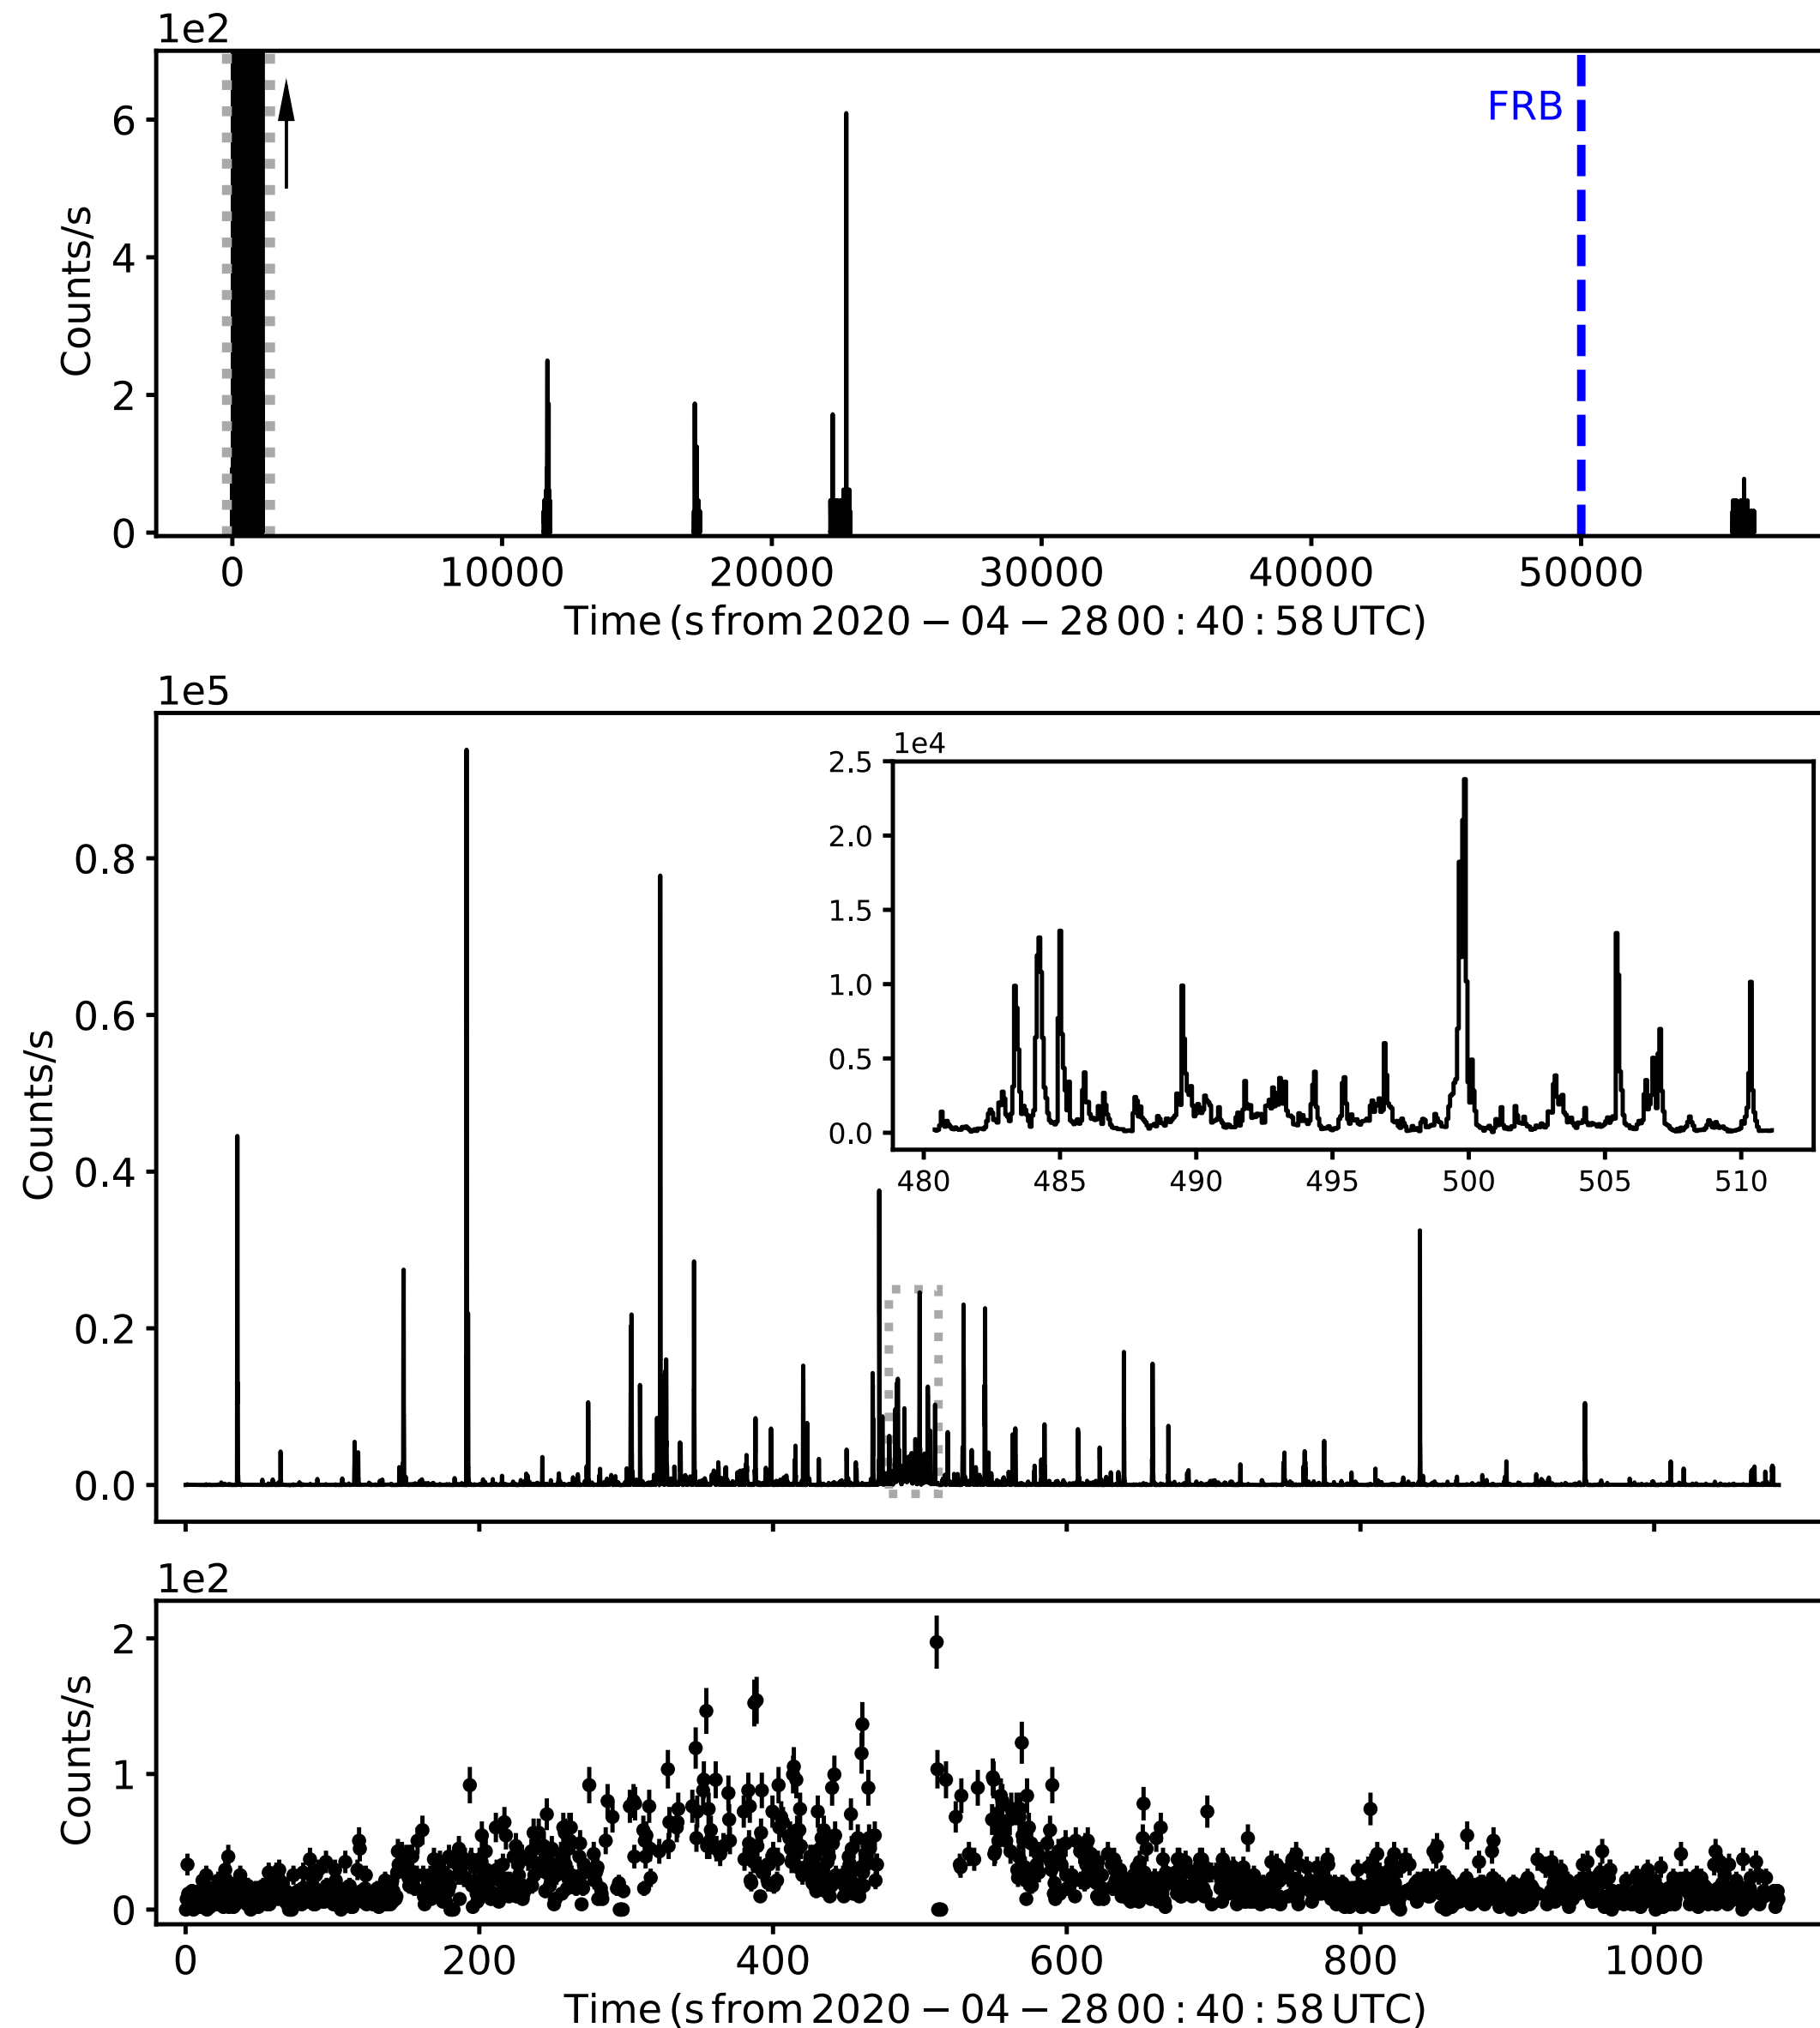 1e2
6
4
2
0
Counts/s
FRB
0 10000 20000 30000 40000 50000
Time (s from 2020 − 04 − 28 00 : 40 : 58 UTC)
1e5
0.8
0.6
0.4
0.2
0.0
Counts/s
1e4
2.5
2.0
1.5
1.0
0.5
0.0
480 485 490 495 500 505 510
1e2
2
1
0
Counts/s
0 200 400 600 800 1000
Time (s from 2020 − 04 − 28 00 : 40 : 58 UTC)